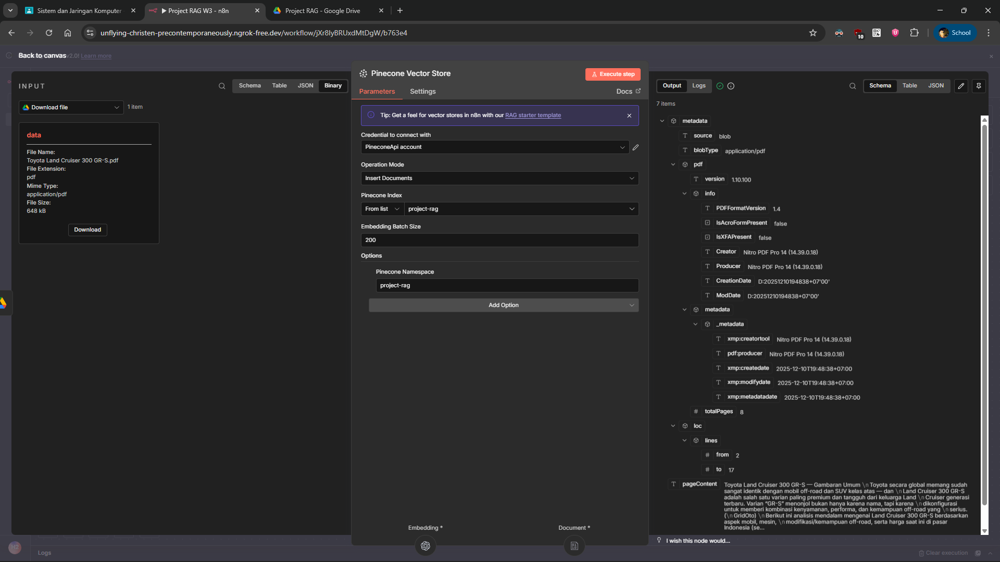 Sistem dan Jaringan Komputer
Project RAG W3 - n8n
Project RAG - Google Drive
unflying-christen-precontemporaneously.ngrok-free.dev/workflow/jXr8IyBRUxdMtDgW/b763e4
10
School
Back to canvas
v2.0! Learn more
INPUT
Schema
Table
JSON
Binary
Download file
1 item
data
File Name:
Toyota Land Cruiser 300 GR-S.pdf
File Extension:
pdf
Mime Type:
application/pdf
File Size:
648 kB
Download
Pinecone Vector Store
Execute step
Parameters
Settings
Docs
Tip: Get a feel for vector stores in n8n with our RAG starter template
Credential to connect with
PineconeApi account
Operation Mode
Insert Documents
Pinecone Index
From list
project-rag
Embedding Batch Size
200
Options
Pinecone Namespace
project-rag
Add Option
Embedding *
Document *
Output
Logs
Schema
Table
JSON
7 items
metadata
T source blob
T blobType application/pdf
pdf
T version 1.10.100
info
T PDFFormatVersion 1.4
IsAcroFormPresent false
IsXFAPresent false
T Creator Nitro PDF Pro 14 (14.39.0.18)
T Producer Nitro PDF Pro 14 (14.39.0.18)
T CreationDate D:20251210194838+07'00'
T ModDate D:20251210194838+07'00'
metadata
_metadata
T xmp:creatortool Nitro PDF Pro 14 (14.39.0.18)
T pdf:producer Nitro PDF Pro 14 (14.39.0.18)
T xmp:createdate 2025-12-10T19:48:38+07:00
T xmp:modifydate 2025-12-10T19:48:38+07:00
T xmp:metadatadate 2025-12-10T19:48:38+07:00
# totalPages 8
loc
lines
# from 2
# to 17
T pageContent Toyota Land Cruiser 300 GR-S — Gambaran Umum \n Toyota secara global memang sudah
sangat identik dengan mobil off-road dan SUV kelas atas — dan \n Land Cruiser 300 GR-S
adalah salah satu varian paling premium dan tangguh dari keluarga Land \n Cruiser generasi
terbaru. Varian “GR-S” menonjol bukan hanya karena nama, tapi karena \n dikonfigurasi
untuk memberi kombinasi kenyamanan, performa, dan kemampuan off-road yang \n serius.
(\n GridOto) \n Berikut ini analisis mendalam mengenai Land Cruiser 300 GR-S berdasarkan
aspek mobil, mesin, \n modifikasi/kemampuan off-road, serta harga saat ini di pasar
Indonesia (se...
I wish this node would...
H2
Logs
Clear execution